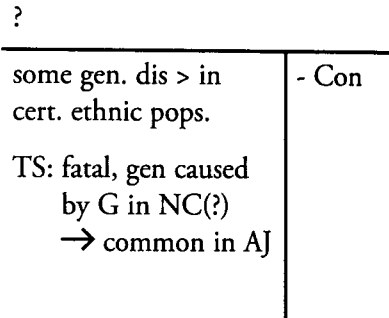 ?
some gen. dis > in
- Con
cert. ethnic pops.
TS: fatal, gen caused
by G in NC(?)
→ common in AJ